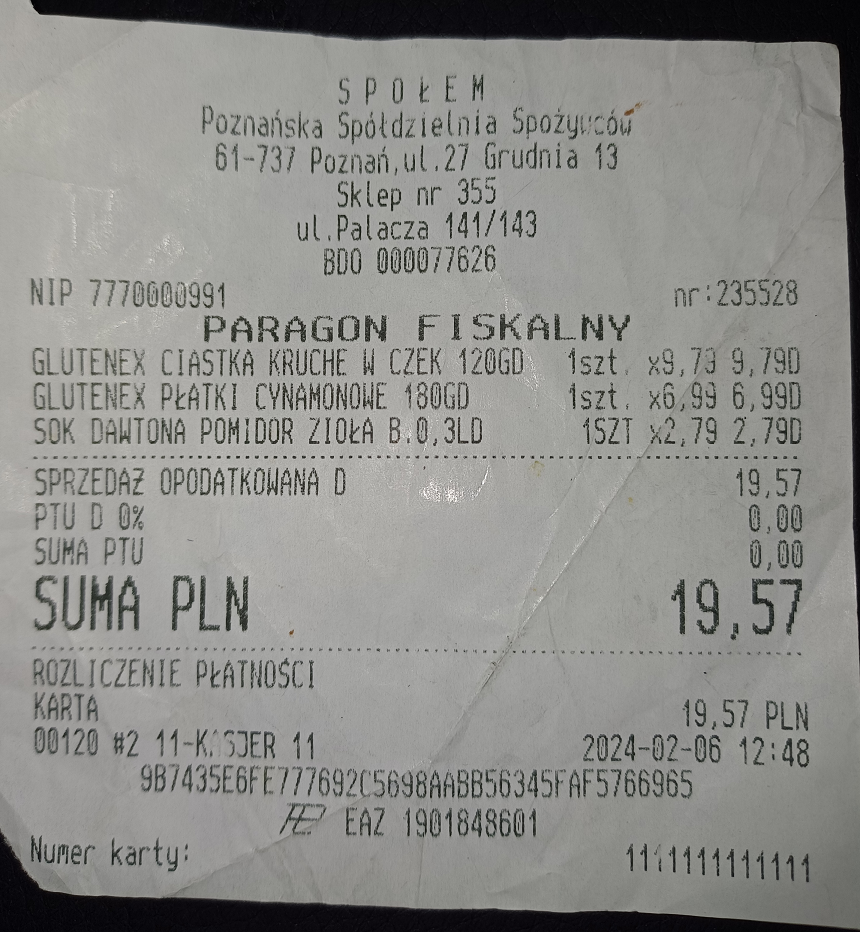 SPOŁEM
Poznańska Spółdzielnia Spożywców
61-737 Poznań,ul.27 Grudnia 13
Sklep nr 355
ul.Palacza 141/143
BDO 000077626
NIP 7770000991 nr:235528
PARAGON FISKALNY
GLUTENEX CIASTKA KRUCHE W CZEK 120GD 1szt. x9,79 9,79D
GLUTENEX PŁATKI CYNAMONOWE 180GD 1szt. x6,99 6,99D
SOK DAWTONA POMIDOR ZIOŁA B.0,3LD 1SZT x2,79 2,79D
SPRZEDAŻ OPODATKOWANA D 19,57
PTU D 0% 0,00
SUMA PTU 0,00
SUMA PLN 19,57
ROZLICZENIE PŁATNOŚCI
KARTA 19,57 PLN
00120 #2 11-KASJER 11 2024-02-06 12:48
9B7435E6FE777692C5698AABB56345FAF5766965
EAZ 1901848601
Numer karty: 1111111111111